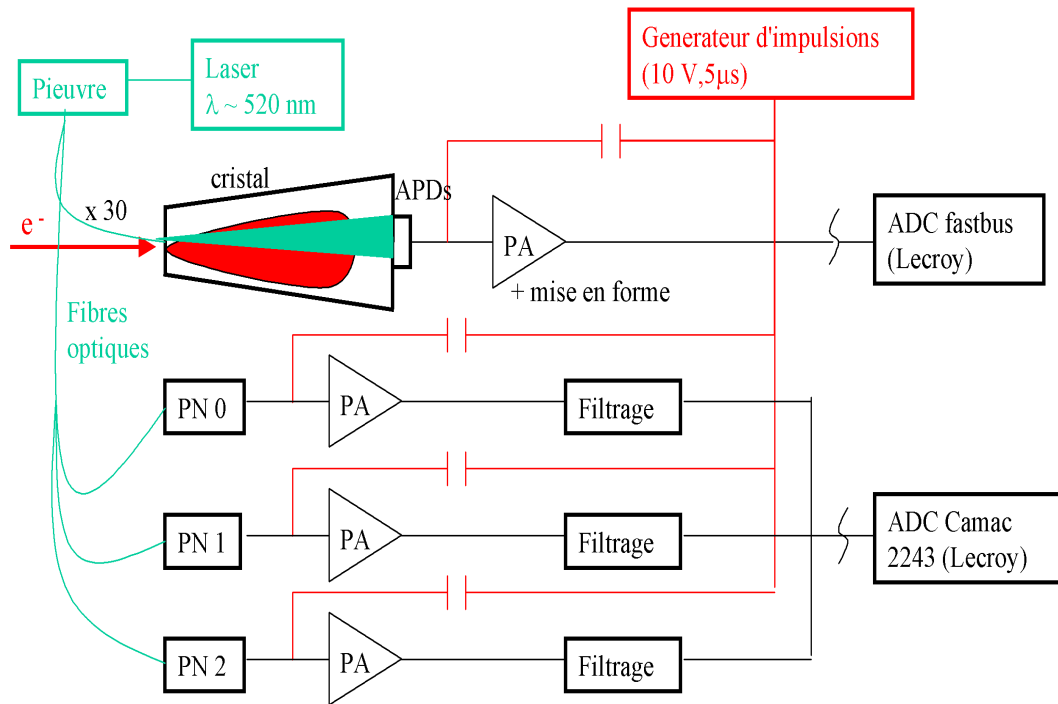 Generateur d'impulsions
(10 V,5µs)
Laser
λ ~ 520 nm
Pieuvre
cristal
APDs
x 30
e -
PA
+ mise en forme
ADC fastbus
(Lecroy)
Fibres
optiques
PN 0
PA
Filtrage
PN 1
PA
Filtrage
ADC Camac
2243 (Lecroy)
PN 2
PA
Filtrage